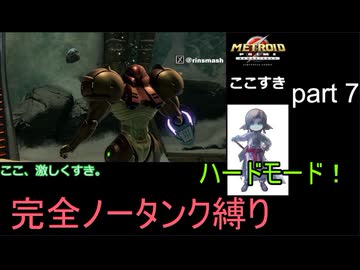 @rinsmash
METROID
PRIME
REMASTERED
ここすき
part 7
ここ、激しくすき。
ハードモード！
完全ノータンク縛り